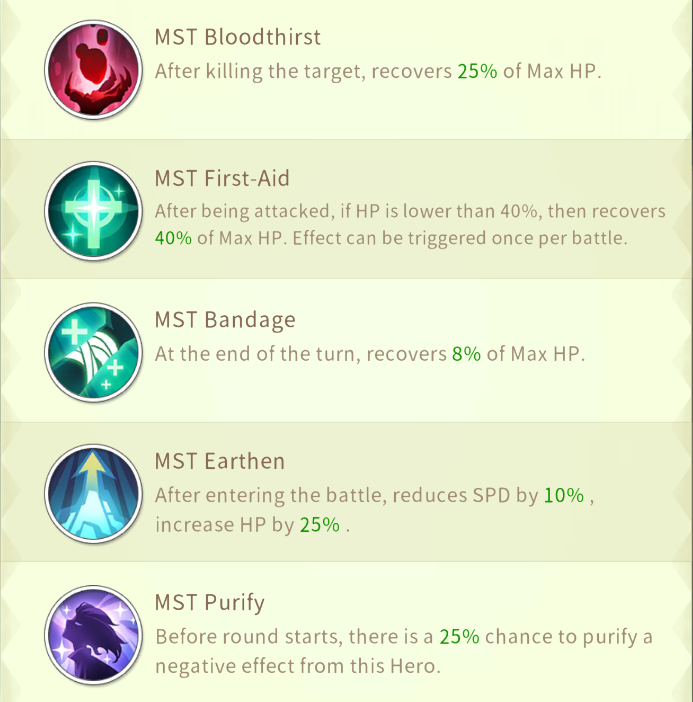 MST Bloodthirst
After killing the target, recovers 25% of Max HP.
MST First-Aid
After being attacked, if HP is lower than 40%, then recovers
40% of Max HP. Effect can be triggered once per battle.
MST Bandage
At the end of the turn, recovers 8% of Max HP.
MST Earthen
After entering the battle, reduces SPD by 10% ,
increase HP by 25% .
MST Purify
Before round starts, there is a 25% chance to purify a
negative effect from this Hero.